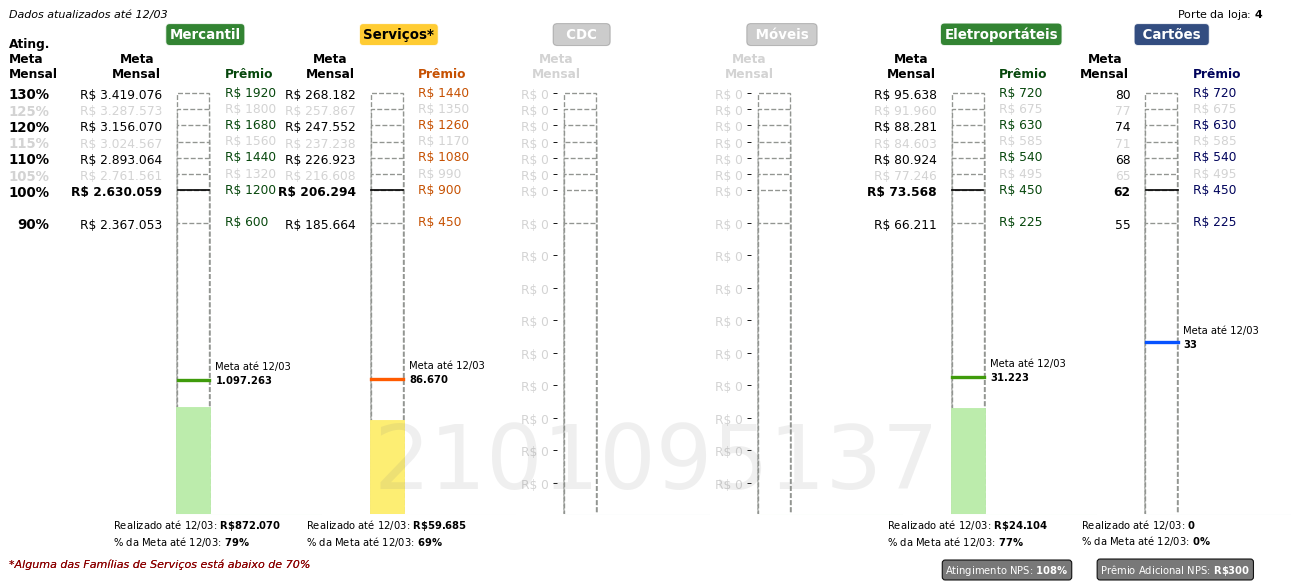 Dados atualizados até 12/03
Porte da loja: 4
Mercantil Serviços* CDC Móveis Eletroportáteis Cartões
Ating. Meta Mensal Meta Mensal Prêmio Meta Mensal Prêmio Meta Mensal Meta Mensal Meta Mensal Prêmio Meta Mensal Prêmio
130% R$ 3.419.076 R$ 1920 R$ 268.182 R$ 1440 R$ 0 R$ 0 R$ 95.638 R$ 720 80 R$ 720
125% R$ 3.287.573 R$ 1800 R$ 257.867 R$ 1350 R$ 0 R$ 0 R$ 91.960 R$ 675 77 R$ 675
120% R$ 3.156.070 R$ 1680 R$ 247.552 R$ 1260 R$ 0 R$ 0 R$ 88.281 R$ 630 74 R$ 630
115% R$ 3.024.567 R$ 1560 R$ 237.238 R$ 1170 R$ 0 R$ 0 R$ 84.603 R$ 585 71 R$ 585
110% R$ 2.893.064 R$ 1440 R$ 226.923 R$ 1080 R$ 0 R$ 0 R$ 80.924 R$ 540 68 R$ 540
105% R$ 2.761.561 R$ 1320 R$ 216.608 R$ 990 R$ 0 R$ 0 R$ 77.246 R$ 495 65 R$ 495
100% R$ 2.630.059 R$ 1200 R$ 206.294 R$ 900 R$ 0 R$ 0 R$ 73.568 R$ 450 62 R$ 450
90% R$ 2.367.053 R$ 600 R$ 185.664 R$ 450 R$ 0 R$ 0 R$ 66.211 R$ 225 55 R$ 225
R$ 0 R$ 0
R$ 0 R$ 0
R$ 0 R$ 0
Meta até 12/03
33
R$ 0 R$ 0
Meta até 12/03 Meta até 12/03 Meta até 12/03
1.097.263 86.670 31.223
R$ 0 R$ 0
R$ 0 R$ 0
R$ 0 R$ 0
2101095137
R$ 0 R$ 0
Realizado até 12/03: R$872.070 Realizado até 12/03: R$59.685 Realizado até 12/03: R$24.104 Realizado até 12/03: 0
% da Meta até 12/03: 79% % da Meta até 12/03: 69% % da Meta até 12/03: 77% % da Meta até 12/03: 0%
*Alguma das Famílias de Serviços está abaixo de 70%
Atingimento NPS: 108% Prêmio Adicional NPS: R$300